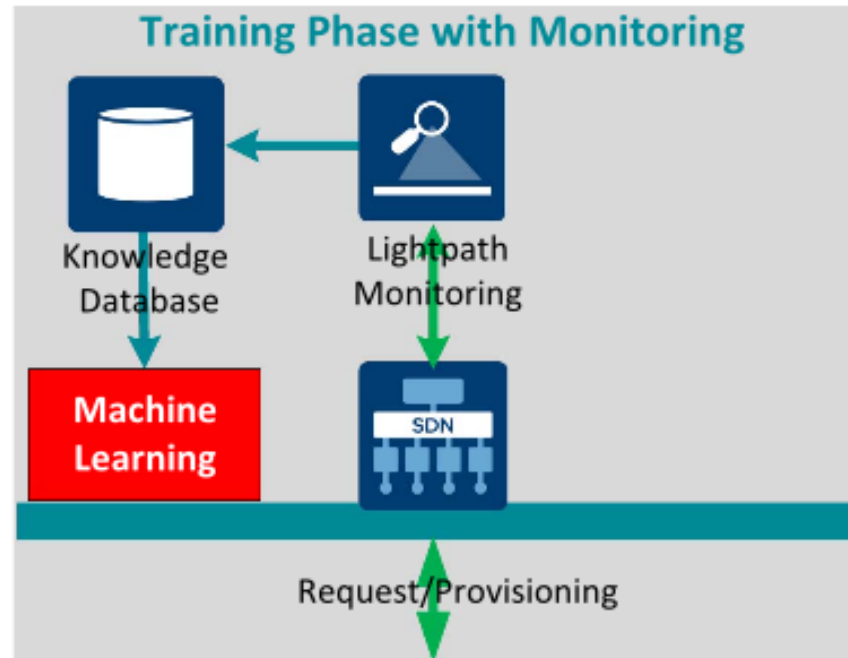 Training Phase with Monitoring
Knowledge
Database
Lightpath
Monitoring
Machine
Learning
SDN
Request/Provisioning